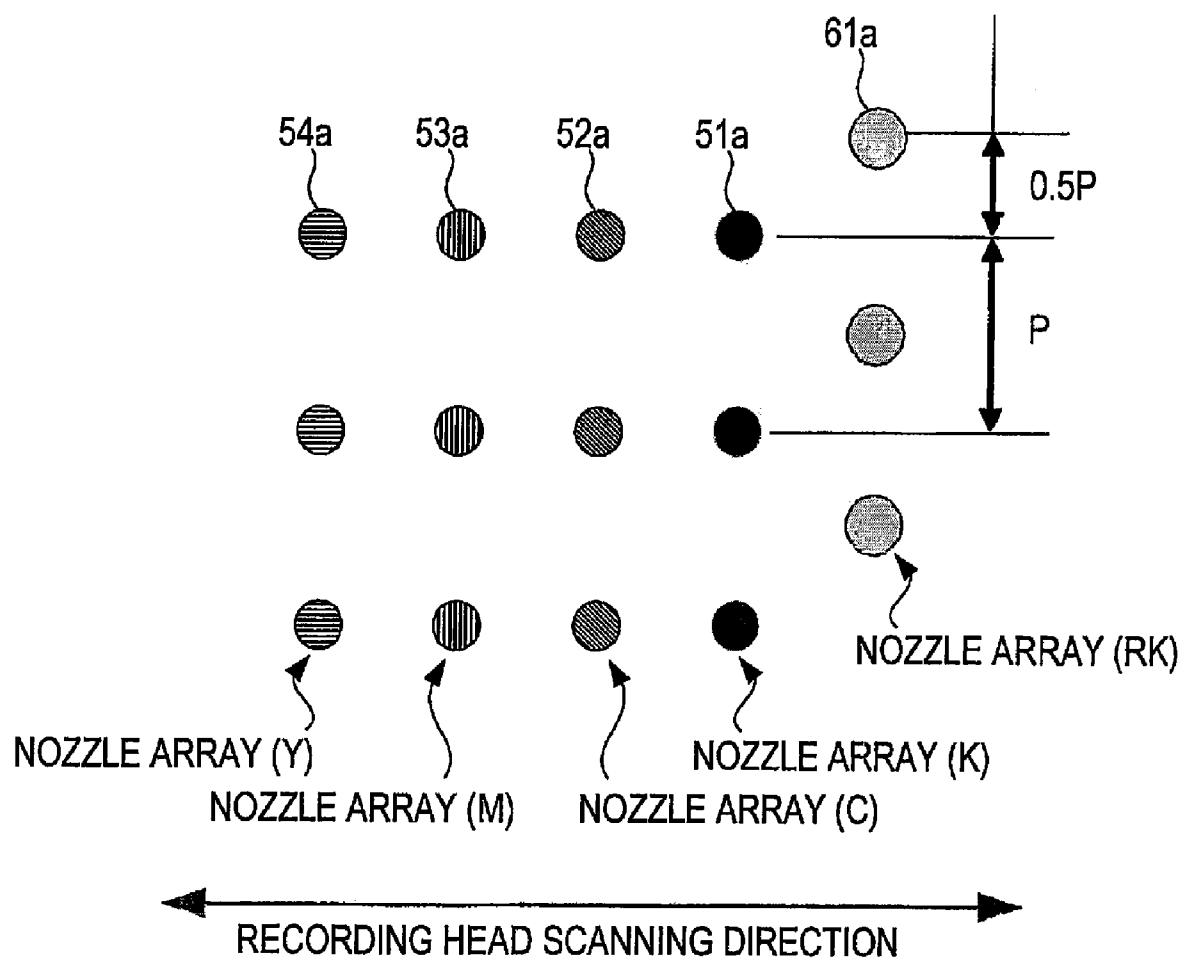 61a
54a
53a
52a
51a
0.5P
P
NOZZLE ARRAY (RK)
NOZZLE ARRAY (Y)
NOZZLE ARRAY (K)
NOZZLE ARRAY (M)
NOZZLE ARRAY (C)
RECORDING HEAD SCANNING DIRECTION